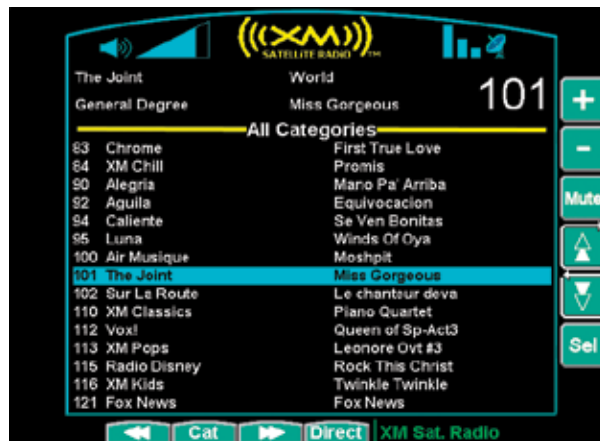 ((( XM )))
SATELLITE RADIO TM
The Joint World 101
General Degree Miss Gorgeous
All Categories
83 Chrome First True Love
84 XM Chill Promis
90 Alegria Mano Pa' Arriba
92 Aguila Equivocacion
94 Caliente Se Ven Bonitas
95 Luna Winds Of Oya
100 Air Musique Moshpit
101 The Joint Miss Gorgeous
102 Sur La Route Le chanteur deva
110 XM Classics Piano Quartet
112 Vox! Queen of Sp-Act3
113 XM Pops Leonore Ovt #3
115 Radio Disney Rock This Christ
116 XM Kids Twinkle Twinkle
121 Fox News Fox News
+
-
Mute
Sel
Cat Direct XM Sat. Radio